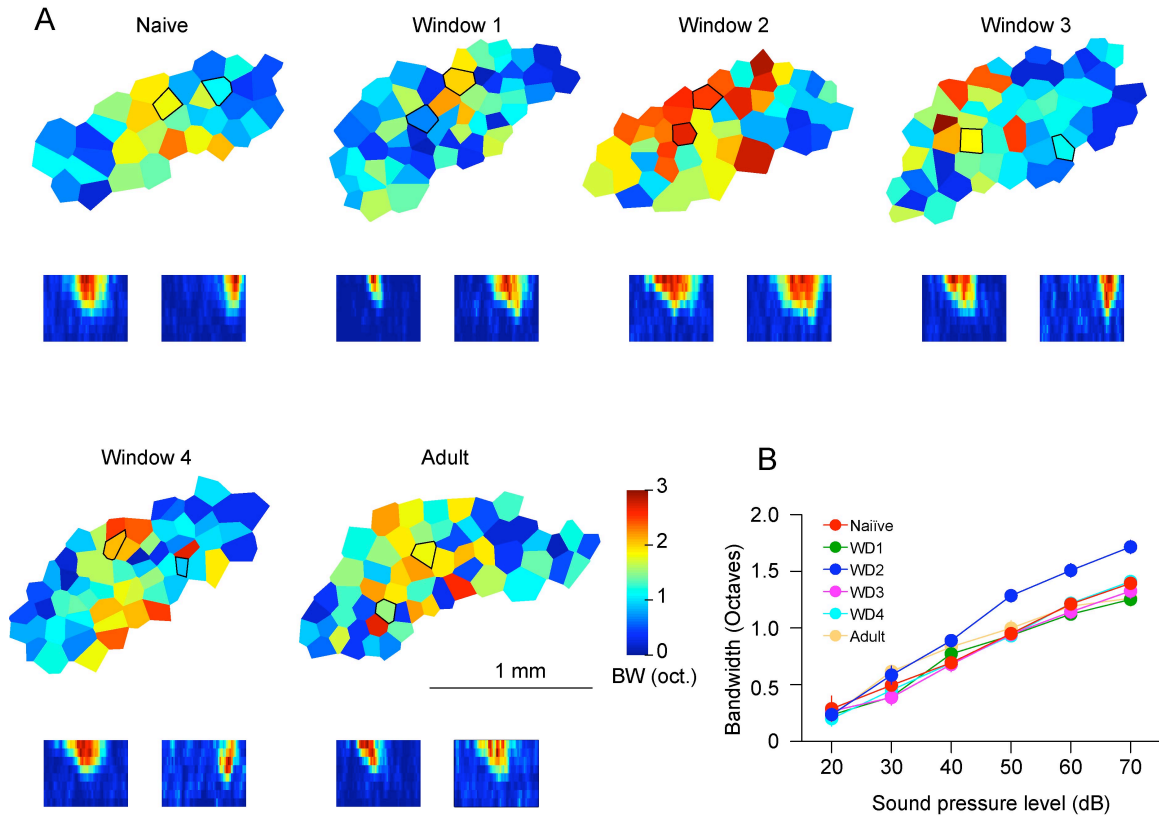 A
Naive
Window 1
Window 2
Window 3
Window 4
Adult
3
2
1
0
BW (oct.)
1 mm
B
Bandwidth (Octaves)
2.0
1.5
1.0
0.5
0
Naiïve
WD1
WD2
WD3
WD4
Adult
20 30 40 50 60 70
Sound pressure level (dB)